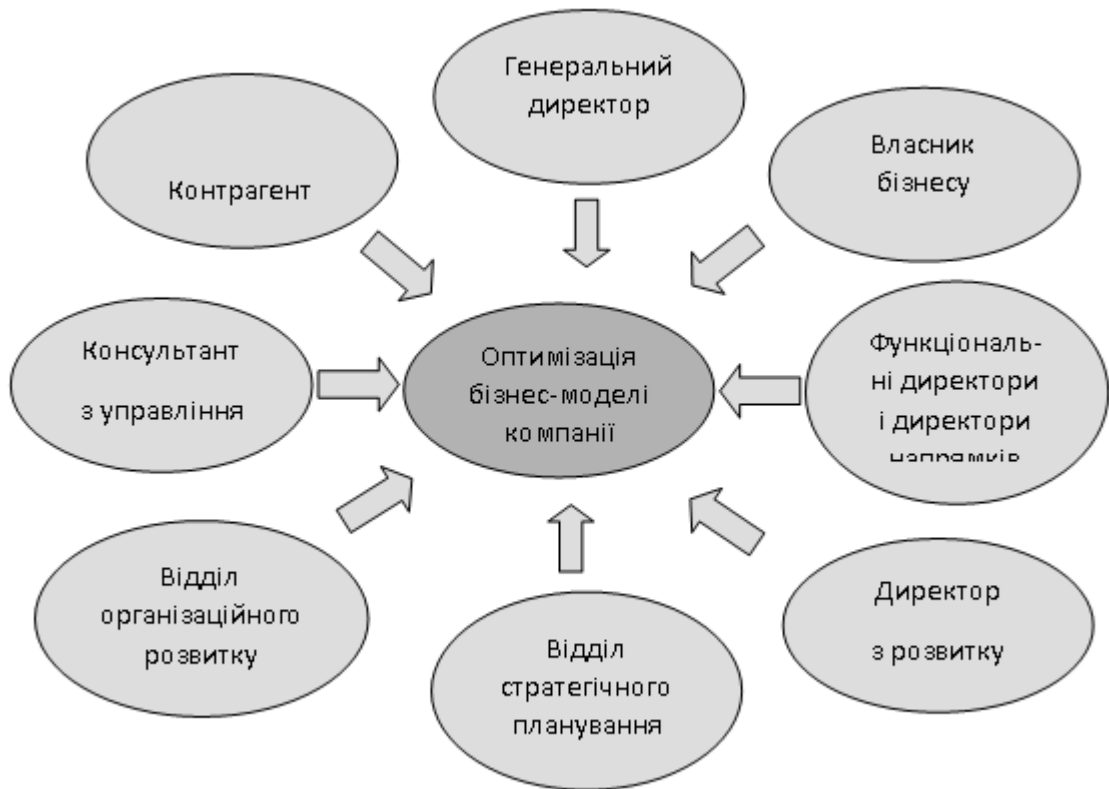 Генеральний
директор
Власник
бізнесу
Контрагент
Консультант
з управління
Оптимізація
бізнес-моделі
компанії
Функціональ-
ні директори
і директори
напрямків
Відділ
організаційного
розвитку
Відділ
стратегічного
планування
Директор
з розвитку